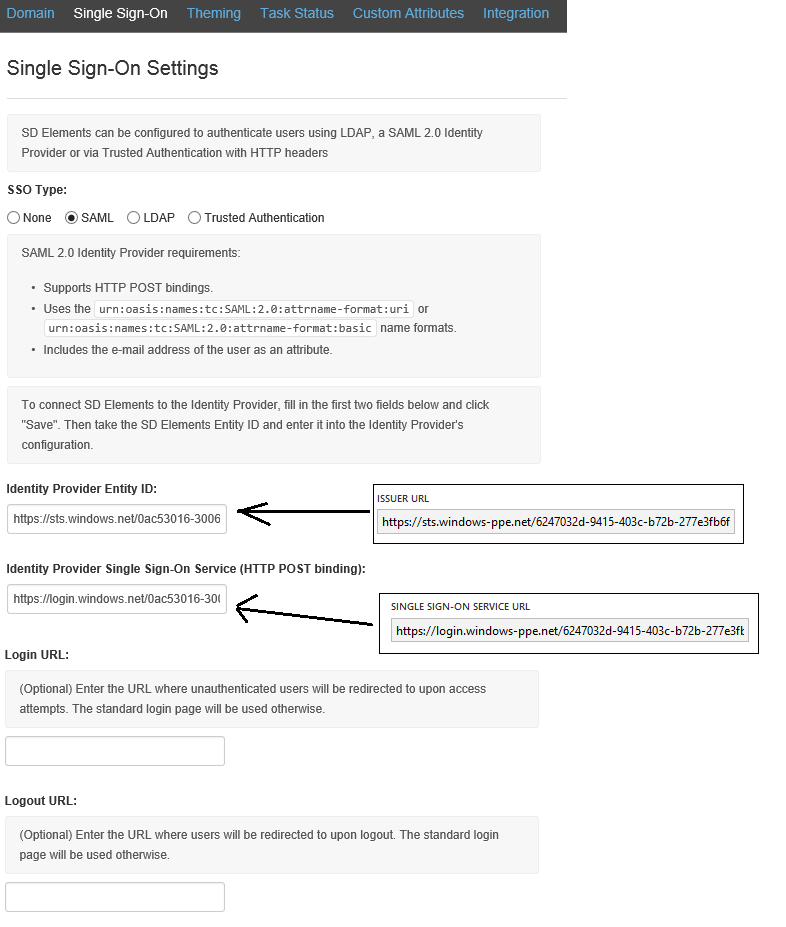 Domain Single Sign-On Theming Task Status Custom Attributes Integration
Single Sign-On Settings
SD Elements can be configured to authenticate users using LDAP, a SAML 2.0 Identity
Provider or via Trusted Authentication with HTTP headers
SSO Type:
None SAML LDAP Trusted Authentication
SAML 2.0 Identity Provider requirements:
• Supports HTTP POST bindings.
• Uses the urn:oasis:names:tc:SAML:2.0:attrname-format:uri or
urn:oasis:names:tc:SAML:2.0:attrname-format:basic name formats.
• Includes the e-mail address of the user as an attribute.
To connect SD Elements to the Identity Provider, fill in the first two fields below and click
"Save". Then take the SD Elements Entity ID and enter it into the Identity Provider's
configuration.
Identity Provider Entity ID:
https://sts.windows.net/0ac53016-3006
ISSUER URL
https://sts.windows-ppe.net/6247032d-9415-403c-b72b-277e3fb6f
Identity Provider Single Sign-On Service (HTTP POST binding):
https://login.windows.net/0ac53016-300
SINGLE SIGN-ON SERVICE URL
https://login.windows-ppe.net/6247032d-9415-403c-b72b-277e3ft
Login URL:
(Optional) Enter the URL where unauthenticated users will be redirected to upon access
attempts. The standard login page will be used otherwise.
Logout URL:
(Optional) Enter the URL where users will be redirected to upon logout. The standard login
page will be used otherwise.